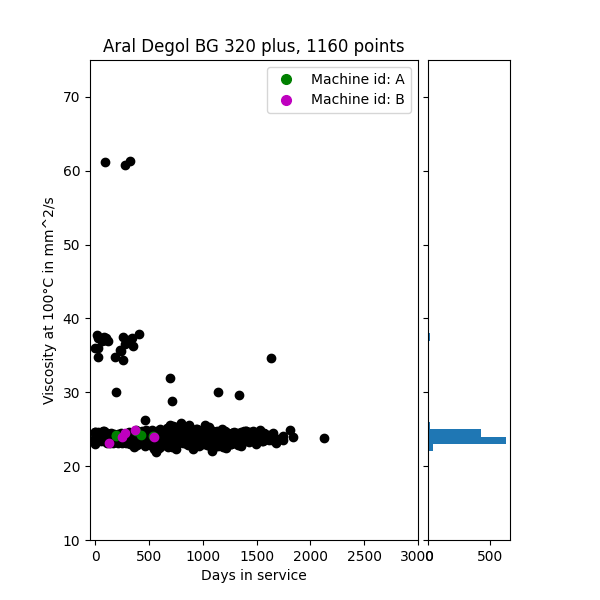 Aral Degol BG 320 plus, 1160 points
Machine id: A
Machine id: B
Viscosity at 100°C in mm^2/s
70
60
50
40
30
20
10
0 500 1000 1500 2000 2500 3000
0 500
Days in service